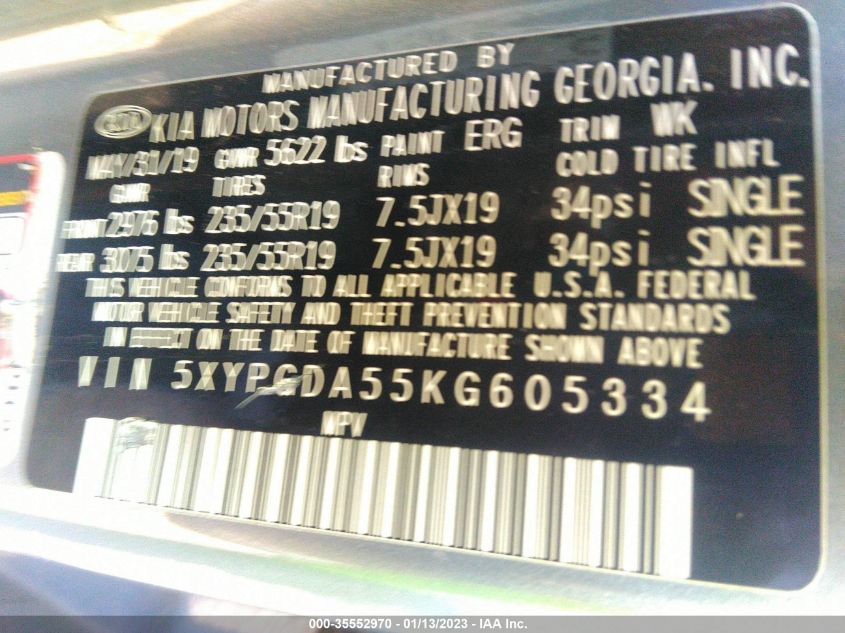 MANUFACTURED BY
KIA KIA MOTORS MANUFACTURING GEORGIA. INC.
MAY/31/19 GVWR 5622 lbs PAINT ERG TRIM WK
GAWR TIRES RIMS COLD TIRE INFL
FRONT 2976 lbs 235/55R19 7.5JX19 34psi SINGLE
REAR 3075 lbs 235/55R19 7.5JX19 34psi SINGLE
THIS VEHICLE CONFORMS TO ALL APPLICABLE U.S.A. FEDERAL
MOTOR VEHICLE SAFETY AND THEFT PREVENTION STANDARDS
IN EFFECT ON THE DATE OF MANUFACTURE SHOWN ABOVE
VIN 5XYPGDA55KG605334
MPV
000-35552970 - 01/13/2023 - IAA Inc.